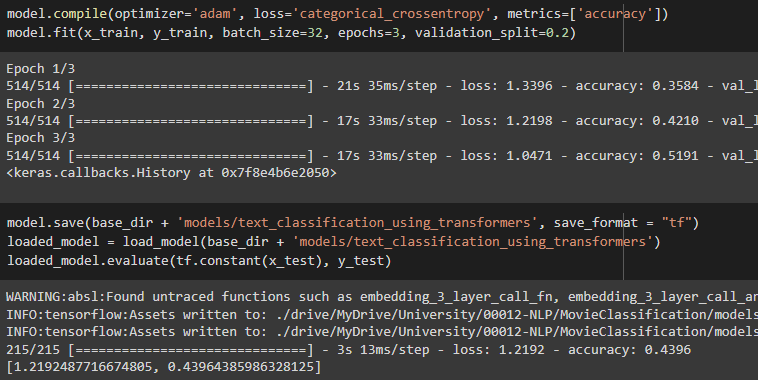 model.compile(optimizer='adam', loss='categorical_crossentropy', metrics=['accuracy'])
model.fit(x_train, y_train, batch_size=32, epochs=3, validation_split=0.2)
Epoch 1/3
514/514 [==============================] - 21s 35ms/step - loss: 1.3396 - accuracy: 0.3584 - val_l
Epoch 2/3
514/514 [==============================] - 17s 33ms/step - loss: 1.2198 - accuracy: 0.4210 - val_l
Epoch 3/3
514/514 [==============================] - 17s 33ms/step - loss: 1.0471 - accuracy: 0.5191 - val_l
<keras.callbacks.History at 0x7f8e4b6e2050>
model.save(base_dir + 'models/text_classification_using_transformers', save_format = "tf")
loaded_model = load_model(base_dir + 'models/text_classification_using_transformers')
loaded_model.evaluate(tf.constant(x_test), y_test)
WARNING:absl:Found untraced functions such as embedding_3_layer_call_fn, embedding_3_layer_call_an
INFO:tensorflow:Assets written to: ./drive/MyDrive/University/00012-NLP/MovieClassification/models
INFO:tensorflow:Assets written to: ./drive/MyDrive/University/00012-NLP/MovieClassification/models
215/215 [==============================] - 3s 13ms/step - loss: 1.2192 - accuracy: 0.4396
[1.2192487716674805, 0.43964385986328125]